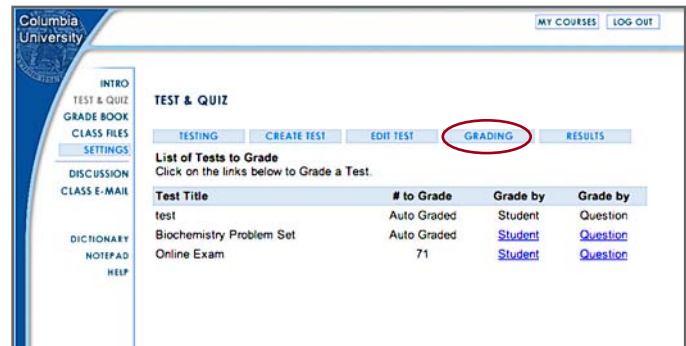 Columbia
University
MY COURSES LOG OUT
INTRO
TEST & QUIZ
GRADE BOOK
CLASS FILES
SETTINGS
DISCUSSION
CLASS E-MAIL
DICTIONARY
NOTEPAD
HELP
TEST & QUIZ
TESTING CREATE TEST EDIT TEST GRADING RESULTS
List of Tests to Grade
Click on the links below to Grade a Test.
Test Title # to Grade Grade by Grade by
test Auto Graded Student Question
Biochemistry Problem Set Auto Graded Student Question
Online Exam 71 Student Question